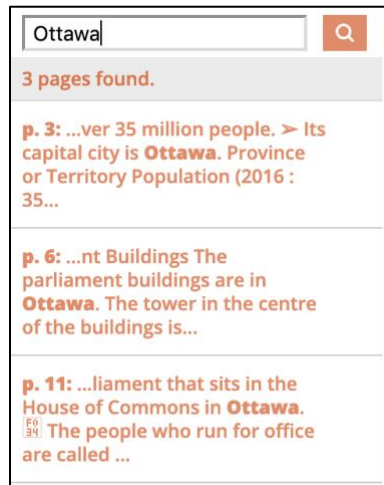 Ottawa
3 pages found.
p. 3: ...ver 35 million people. ➢ Its
capital city is Ottawa. Province
or Territory Population (2016 :
35...
p. 6: ...nt Buildings The
parliament buildings are in
Ottawa. The tower in the centre
of the buildings is...
p. 11: ...liament that sits in the
House of Commons in Ottawa.
 The people who run for office
are called ...